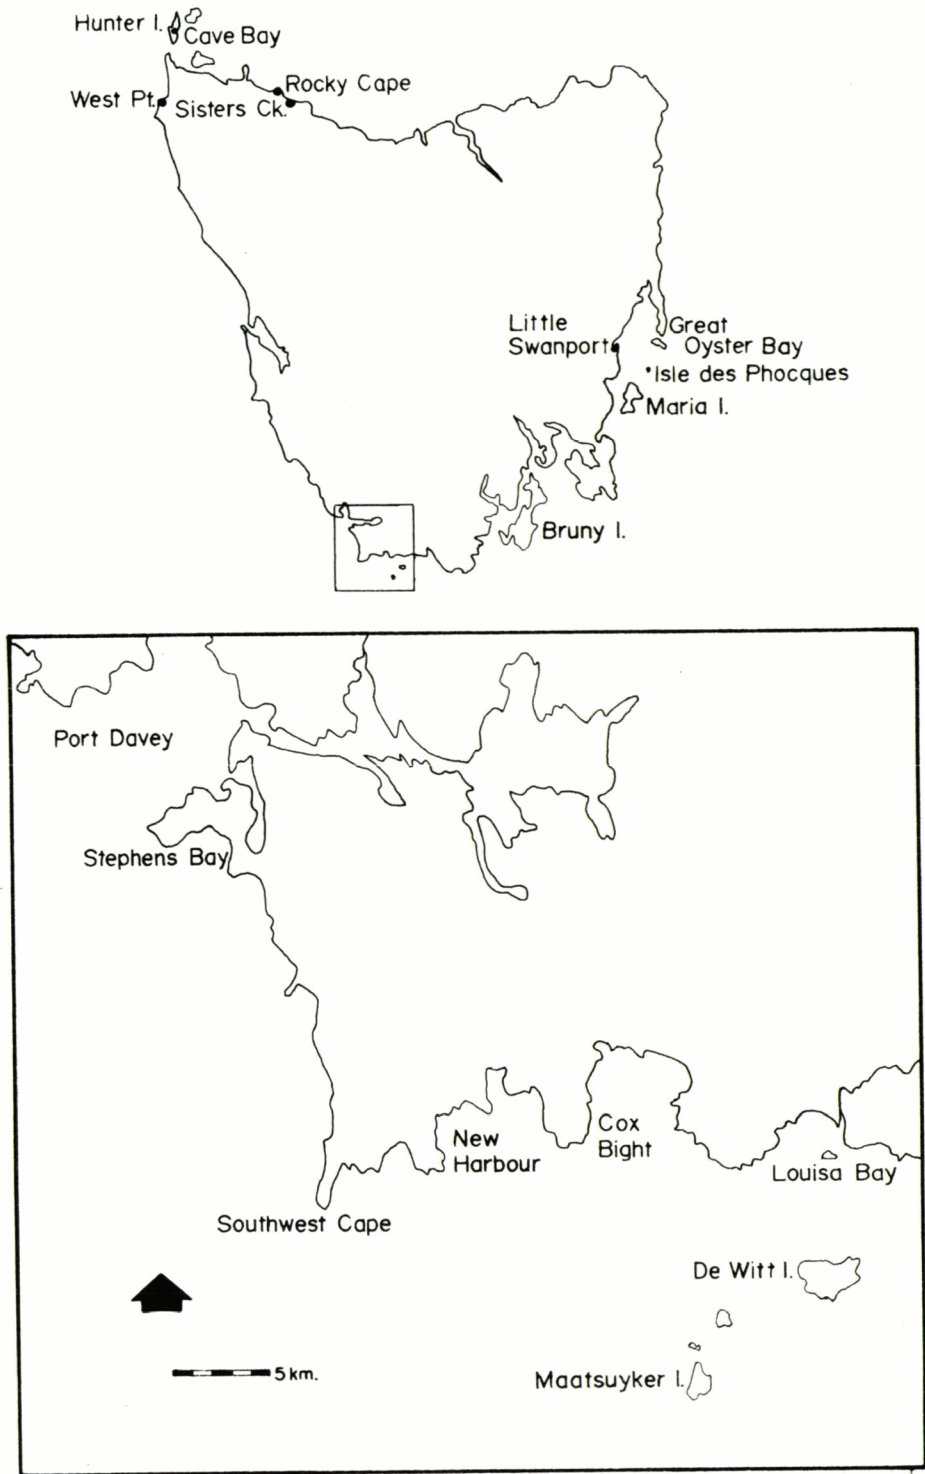 Hunter I.
Cave Bay
Rocky Cape
West Pt.
Sisters Ck.
Little
Swanport
Great
Oyster Bay
Isle des Phocques
Maria I.
Bruny I.
Port Davey
Stephens Bay
New
Harbour
Cox
Bight
Louisa Bay
Southwest Cape
De Witt I.
5 km.
Maatsuyker I.